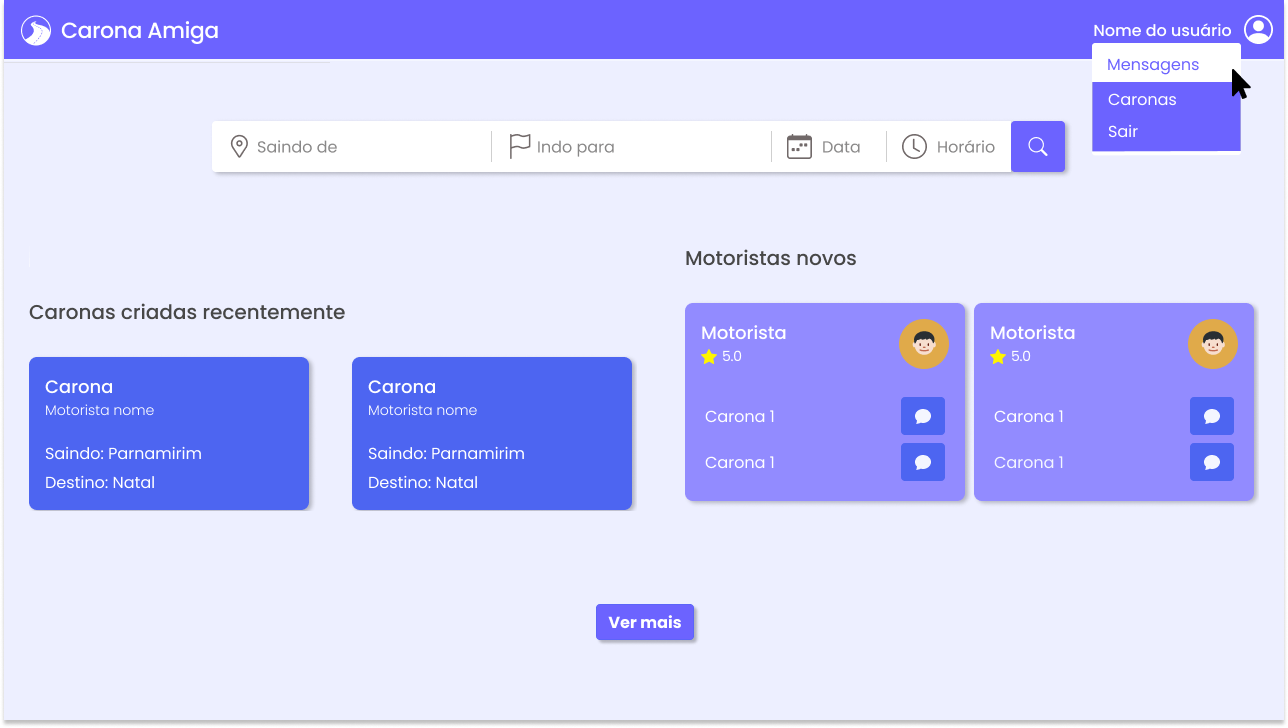 Carona Amiga
Nome do usuário
Mensagens
Caronas
Sair
Saindo de
Indo para
Data
Horário
Caronas criadas recentemente
Carona
Motorista nome
Saindo: Parnamirim
Destino: Natal
Carona
Motorista nome
Saindo: Parnamirim
Destino: Natal
Motoristas novos
Motorista
5.0
Carona 1
Carona 1
Motorista
5.0
Carona 1
Carona 1
Ver mais